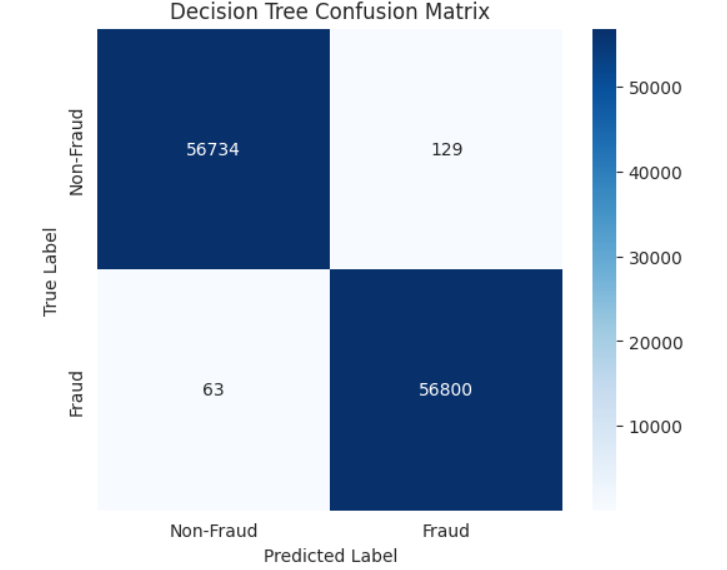 Decision Tree Confusion Matrix
True Label
Non-Fraud
56734
129
Fraud
63
56800
Non-Fraud
Fraud
Predicted Label
50000
40000
30000
20000
10000